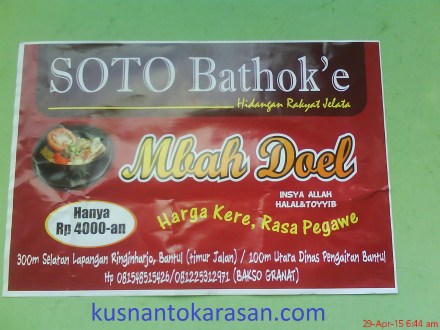 SOTO Bathok'e
Hidangan Rakyat Jelata
Mbah Doel
INSYA ALLAH
HALAL&TOYYIB
Hanya
Rp 4000-an
Harga Kere, Rasa Pegawe
300m Selatan Lapangan Ringinharjo, Bantul (timur Jalan) / 100m Utara Dinas Pengairan Bantul
Hp 081548515426/081225312971 (BAKSO GRANAT)
kusnantokarasan.com
29-Apr-15 6:44 am